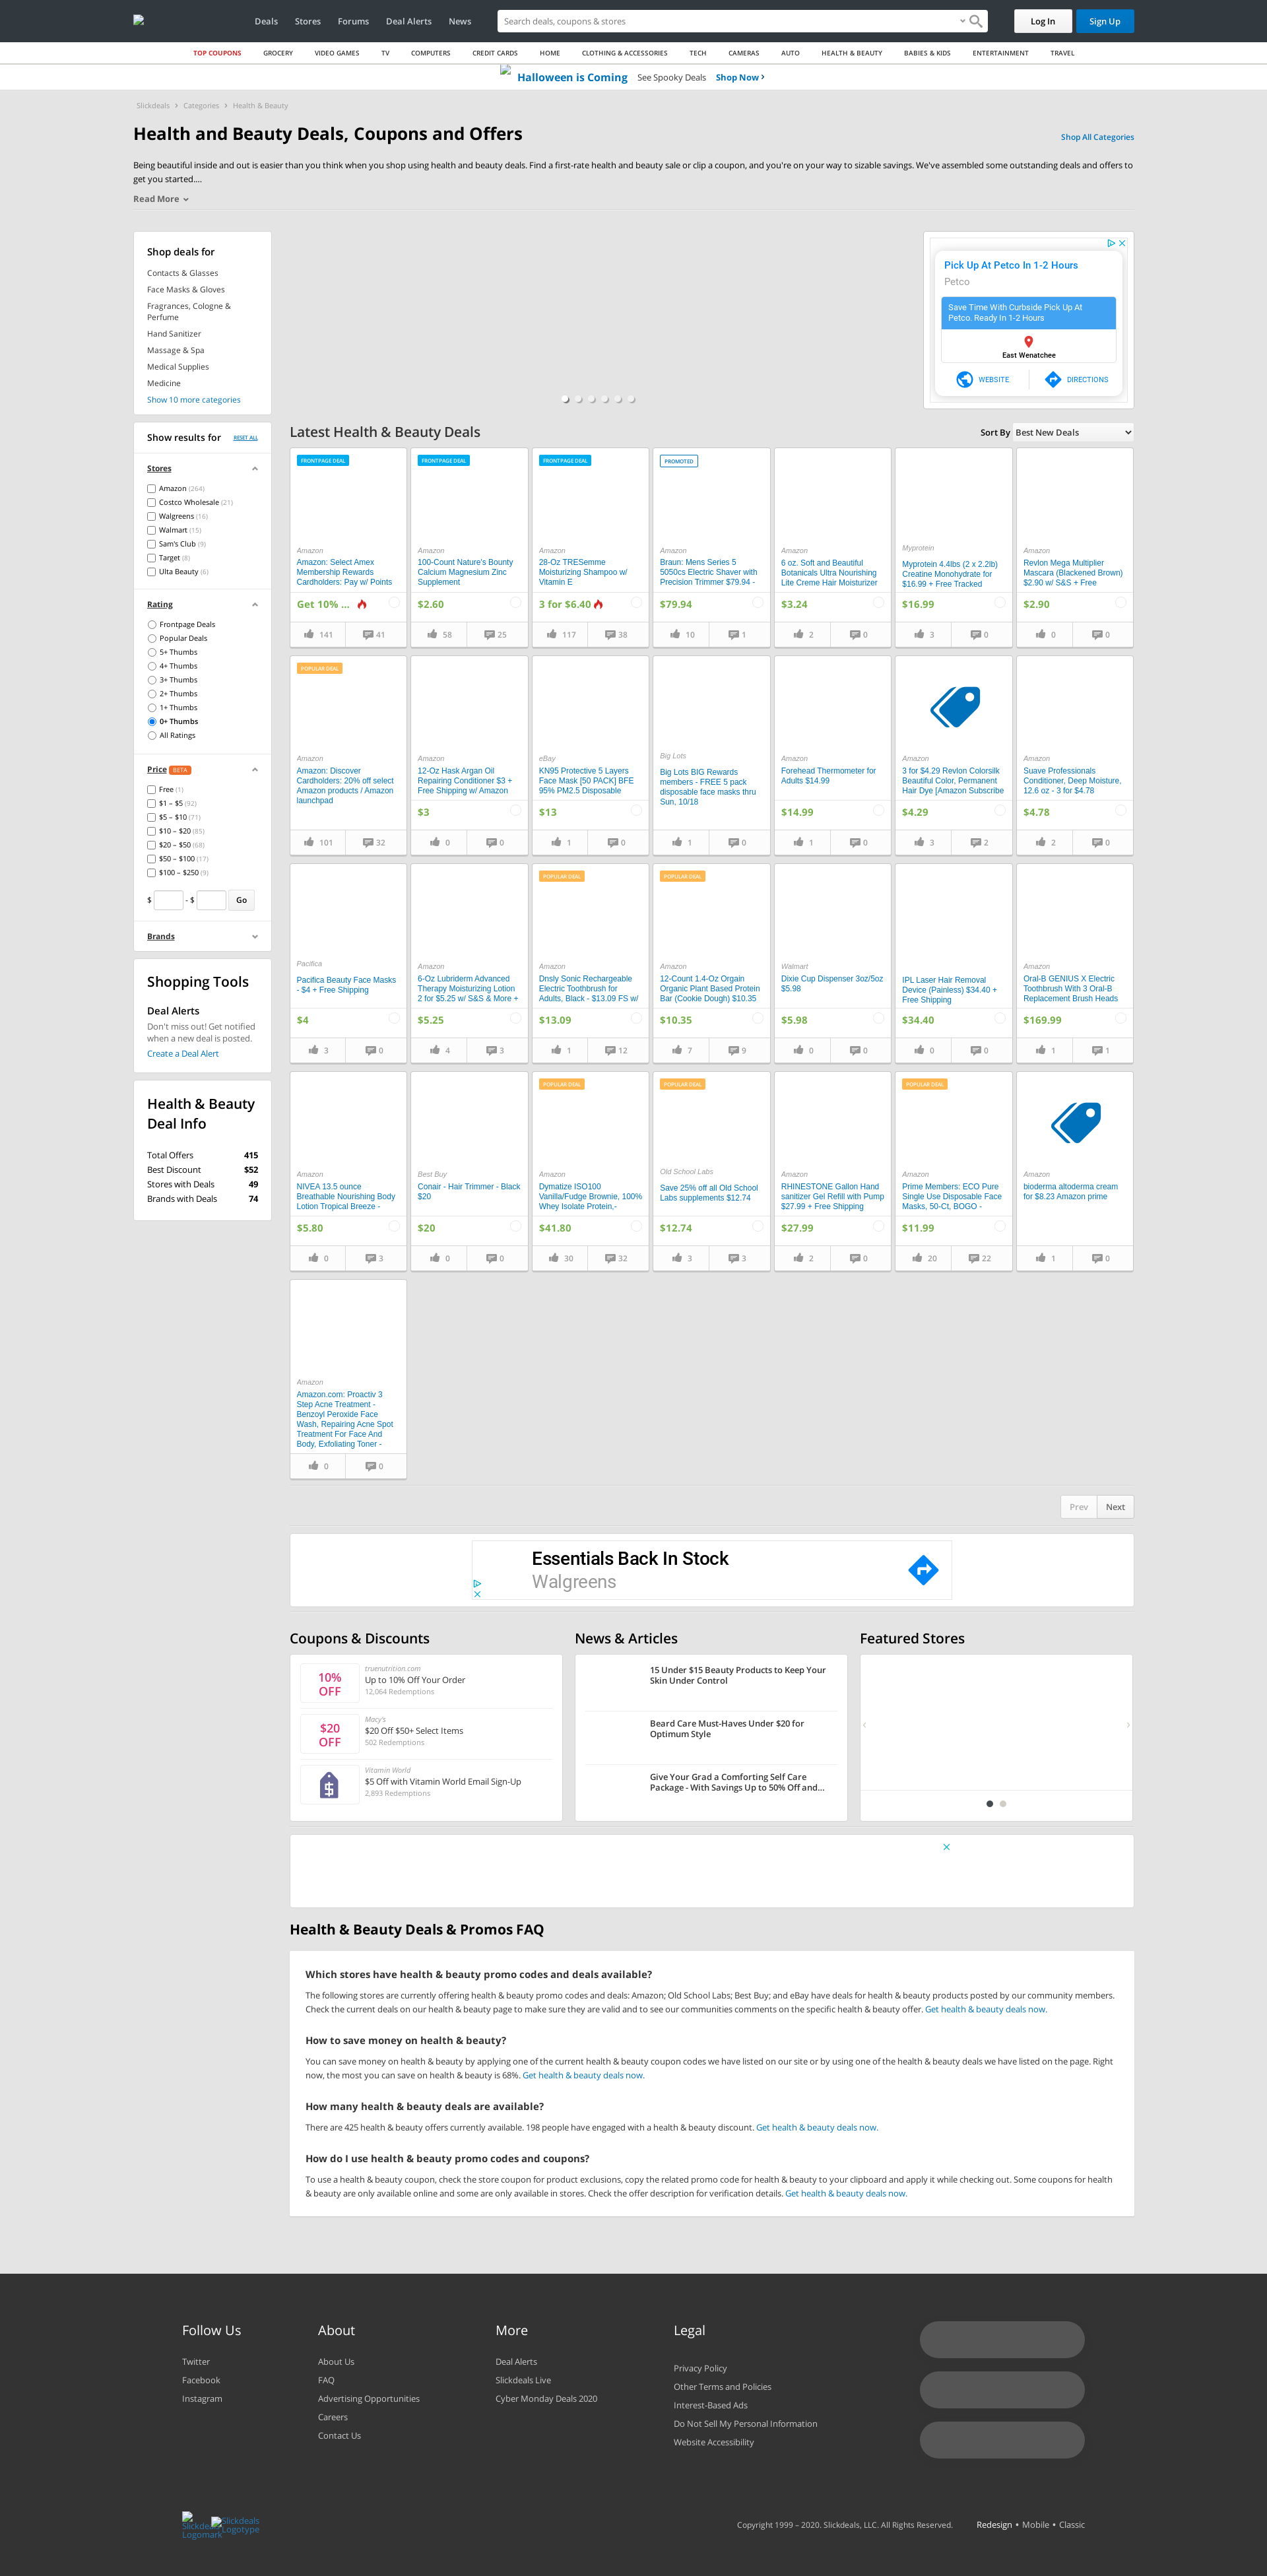 Deals Stores Forums Deal Alerts News
Search deals, coupons & stores
Log In
Sign Up
TOP COUPONS GROCERY VIDEO GAMES TV COMPUTERS CREDIT CARDS HOME CLOTHING & ACCESSORIES TECH CAMERAS AUTO HEALTH & BEAUTY BABIES & KIDS ENTERTAINMENT TRAVEL
Halloween is Coming See Spooky Deals Shop Now
Slickdeals > Categories > Health & Beauty
Health and Beauty Deals, Coupons and Offers
Shop All Categories
Being beautiful inside and out is easier than you think when you shop using health and beauty deals. Find a first-rate health and beauty sale or clip a coupon, and you're on your way to sizable savings. We've assembled some outstanding deals and offers to
get you started....
Read More
Shop deals for
Contacts & Glasses
Face Masks & Gloves
Fragrances, Cologne &
Perfume
Hand Sanitizer
Massage & Spa
Medical Supplies
Medicine
Show 10 more categories
Show results for RESET ALL
Stores
Amazon (264)
Costco Wholesale (21)
Walgreens (16)
Walmart (15)
Sam's Club (9)
Target (8)
Ulta Beauty (6)
Rating
Frontpage Deals
Popular Deals
5+ Thumbs
4+ Thumbs
3+ Thumbs
2+ Thumbs
1+ Thumbs
0+ Thumbs
All Ratings
Price BETA
Free (1)
$1 – $5 (92)
$5 – $10 (71)
$10 – $20 (85)
$20 – $50 (68)
$50 – $100 (17)
$100 – $250 (9)
$ - $ Go
Brands
Shopping Tools
Deal Alerts
Don't miss out! Get notified
when a new deal is posted.
Create a Deal Alert
Health & Beauty
Deal Info
Total Offers 415
Best Discount $52
Stores with Deals 49
Brands with Deals 74
Pick Up At Petco In 1-2 Hours
Petco
Save Time With Curbside Pick Up At
Petco. Ready In 1-2 Hours
East Wenatchee
WEBSITE
DIRECTIONS
Latest Health & Beauty Deals
Sort By Best New Deals
FRONTPAGE DEAL
Amazon
Amazon: Select Amex
Membership Rewards
Cardholders: Pay w/ Points
Get 10% ...
141 41
FRONTPAGE DEAL
Amazon
100-Count Nature's Bounty
Calcium Magnesium Zinc
Supplement
$2.60
58 25
FRONTPAGE DEAL
Amazon
28-Oz TRESemme
Moisturizing Shampoo w/
Vitamin E
3 for $6.40
117 38
PROMOTED
Amazon
Braun: Mens Series 5
5050cs Electric Shaver with
Precision Trimmer $79.94 -
$79.94
10 1
Amazon
6 oz. Soft and Beautiful
Botanicals Ultra Nourishing
Lite Creme Hair Moisturizer
$3.24
2 0
Myprotein
Myprotein 4.4lbs (2 x 2.2lb)
Creatine Monohydrate for
$16.99 + Free Tracked
$16.99
3 0
Amazon
Revlon Mega Multiplier
Mascara (Blackened Brown)
$2.90 w/ S&S + Free
$2.90
0 0
POPULAR DEAL
Amazon
Amazon: Discover
Cardholders: 20% off select
Amazon products / Amazon
launchpad
101 32
Amazon
12-Oz Hask Argan Oil
Repairing Conditioner $3 +
Free Shipping w/ Amazon
$3
0 0
eBay
KN95 Protective 5 Layers
Face Mask [50 PACK] BFE
95% PM2.5 Disposable
$13
1 0
Big Lots
Big Lots BIG Rewards
members - FREE 5 pack
disposable face masks thru
Sun, 10/18
1 0
Amazon
Forehead Thermometer for
Adults $14.99
$14.99
1 0
Amazon
3 for $4.29 Revlon Colorsilk
Beautiful Color, Permanent
Hair Dye [Amazon Subscribe
$4.29
3 2
Amazon
Suave Professionals
Conditioner, Deep Moisture,
12.6 oz - 3 for $4.78
$4.78
2 0
Pacifica
Pacifica Beauty Face Masks
- $4 + Free Shipping
$4
3 0
Amazon
6-Oz Lubriderm Advanced
Therapy Moisturizing Lotion
2 for $5.25 w/ S&S & More +
$5.25
4 3
POPULAR DEAL
Amazon
Dnsly Sonic Rechargeable
Electric Toothbrush for
Adults, Black - $13.09 FS w/
$13.09
1 12
POPULAR DEAL
Amazon
12-Count 1.4-Oz Orgain
Organic Plant Based Protein
Bar (Cookie Dough) $10.35
$10.35
7 9
Walmart
Dixie Cup Dispenser 3oz/5oz
$5.98
$5.98
0 0
IPL Laser Hair Removal
Device (Painless) $34.40 +
Free Shipping
$34.40
0 0
Amazon
Oral-B GENIUS X Electric
Toothbrush With 3 Oral-B
Replacement Brush Heads
$169.99
1 1
Amazon
NIVEA 13.5 ounce
Breathable Nourishing Body
Lotion Tropical Breeze -
$5.80
0 3
Best Buy
Conair - Hair Trimmer - Black
$20
$20
0 0
POPULAR DEAL
Amazon
Dymatize ISO100
Vanilla/Fudge Brownie, 100%
Whey Isolate Protein,-
$41.80
30 32
POPULAR DEAL
Old School Labs
Save 25% off all Old School
Labs supplements $12.74
$12.74
3 3
Amazon
RHINESTONE Gallon Hand
sanitizer Gel Refill with Pump
$27.99 + Free Shipping
$27.99
2 0
POPULAR DEAL
Amazon
Prime Members: ECO Pure
Single Use Disposable Face
Masks, 50-Ct, BOGO -
$11.99
20 22
Amazon
bioderma altoderma cream
for $8.23 Amazon prime
1 0
Amazon
Amazon.com: Proactiv 3
Step Acne Treatment -
Benzoyl Peroxide Face
Wash, Repairing Acne Spot
Treatment For Face And
Body, Exfoliating Toner -
0 0
Prev Next
Essentials Back In Stock
Walgreens
Coupons & Discounts
10%
OFF
truenutrition.com
Up to 10% Off Your Order
12,064 Redemptions
$20
OFF
Macy's
$20 Off $50+ Select Items
502 Redemptions
Vitamin World
$5 Off with Vitamin World Email Sign-Up
2,893 Redemptions
News & Articles
15 Under $15 Beauty Products to Keep Your
Skin Under Control
Beard Care Must-Haves Under $20 for
Optimum Style
Give Your Grad a Comforting Self Care
Package - With Savings Up to 50% Off and...
Featured Stores
Health & Beauty Deals & Promos FAQ
Which stores have health & beauty promo codes and deals available?
The following stores are currently offering health & beauty promo codes and deals: Amazon; Old School Labs; Best Buy; and eBay have deals for health & beauty products posted by our community members.
Check the current deals on our health & beauty page to make sure they are valid and to see our communities comments on the specific health & beauty offer. Get health & beauty deals now.
How to save money on health & beauty?
You can save money on health & beauty by applying one of the current health & beauty coupon codes we have listed on our site or by using one of the health & beauty deals we have listed on the page. Right
now, the most you can save on health & beauty is 68%. Get health & beauty deals now.
How many health & beauty deals are available?
There are 425 health & beauty offers currently available. 198 people have engaged with a health & beauty discount. Get health & beauty deals now.
How do I use health & beauty promo codes and coupons?
To use a health & beauty coupon, check the store coupon for product exclusions, copy the related promo code for health & beauty to your clipboard and apply it while checking out. Some coupons for health
& beauty are only available online and some are only available in stores. Check the offer description for verification details. Get health & beauty deals now.
Follow Us
Twitter
Facebook
Instagram
About
About Us
FAQ
Advertising Opportunities
Careers
Contact Us
More
Deal Alerts
Slickdeals Live
Cyber Monday Deals 2020
Legal
Privacy Policy
Other Terms and Policies
Interest-Based Ads
Do Not Sell My Personal Information
Website Accessibility
Slickdeals
Logomark
Slickdeals
Logotype
Copyright 1999 – 2020. Slickdeals, LLC. All Rights Reserved.
Redesign • Mobile • Classic